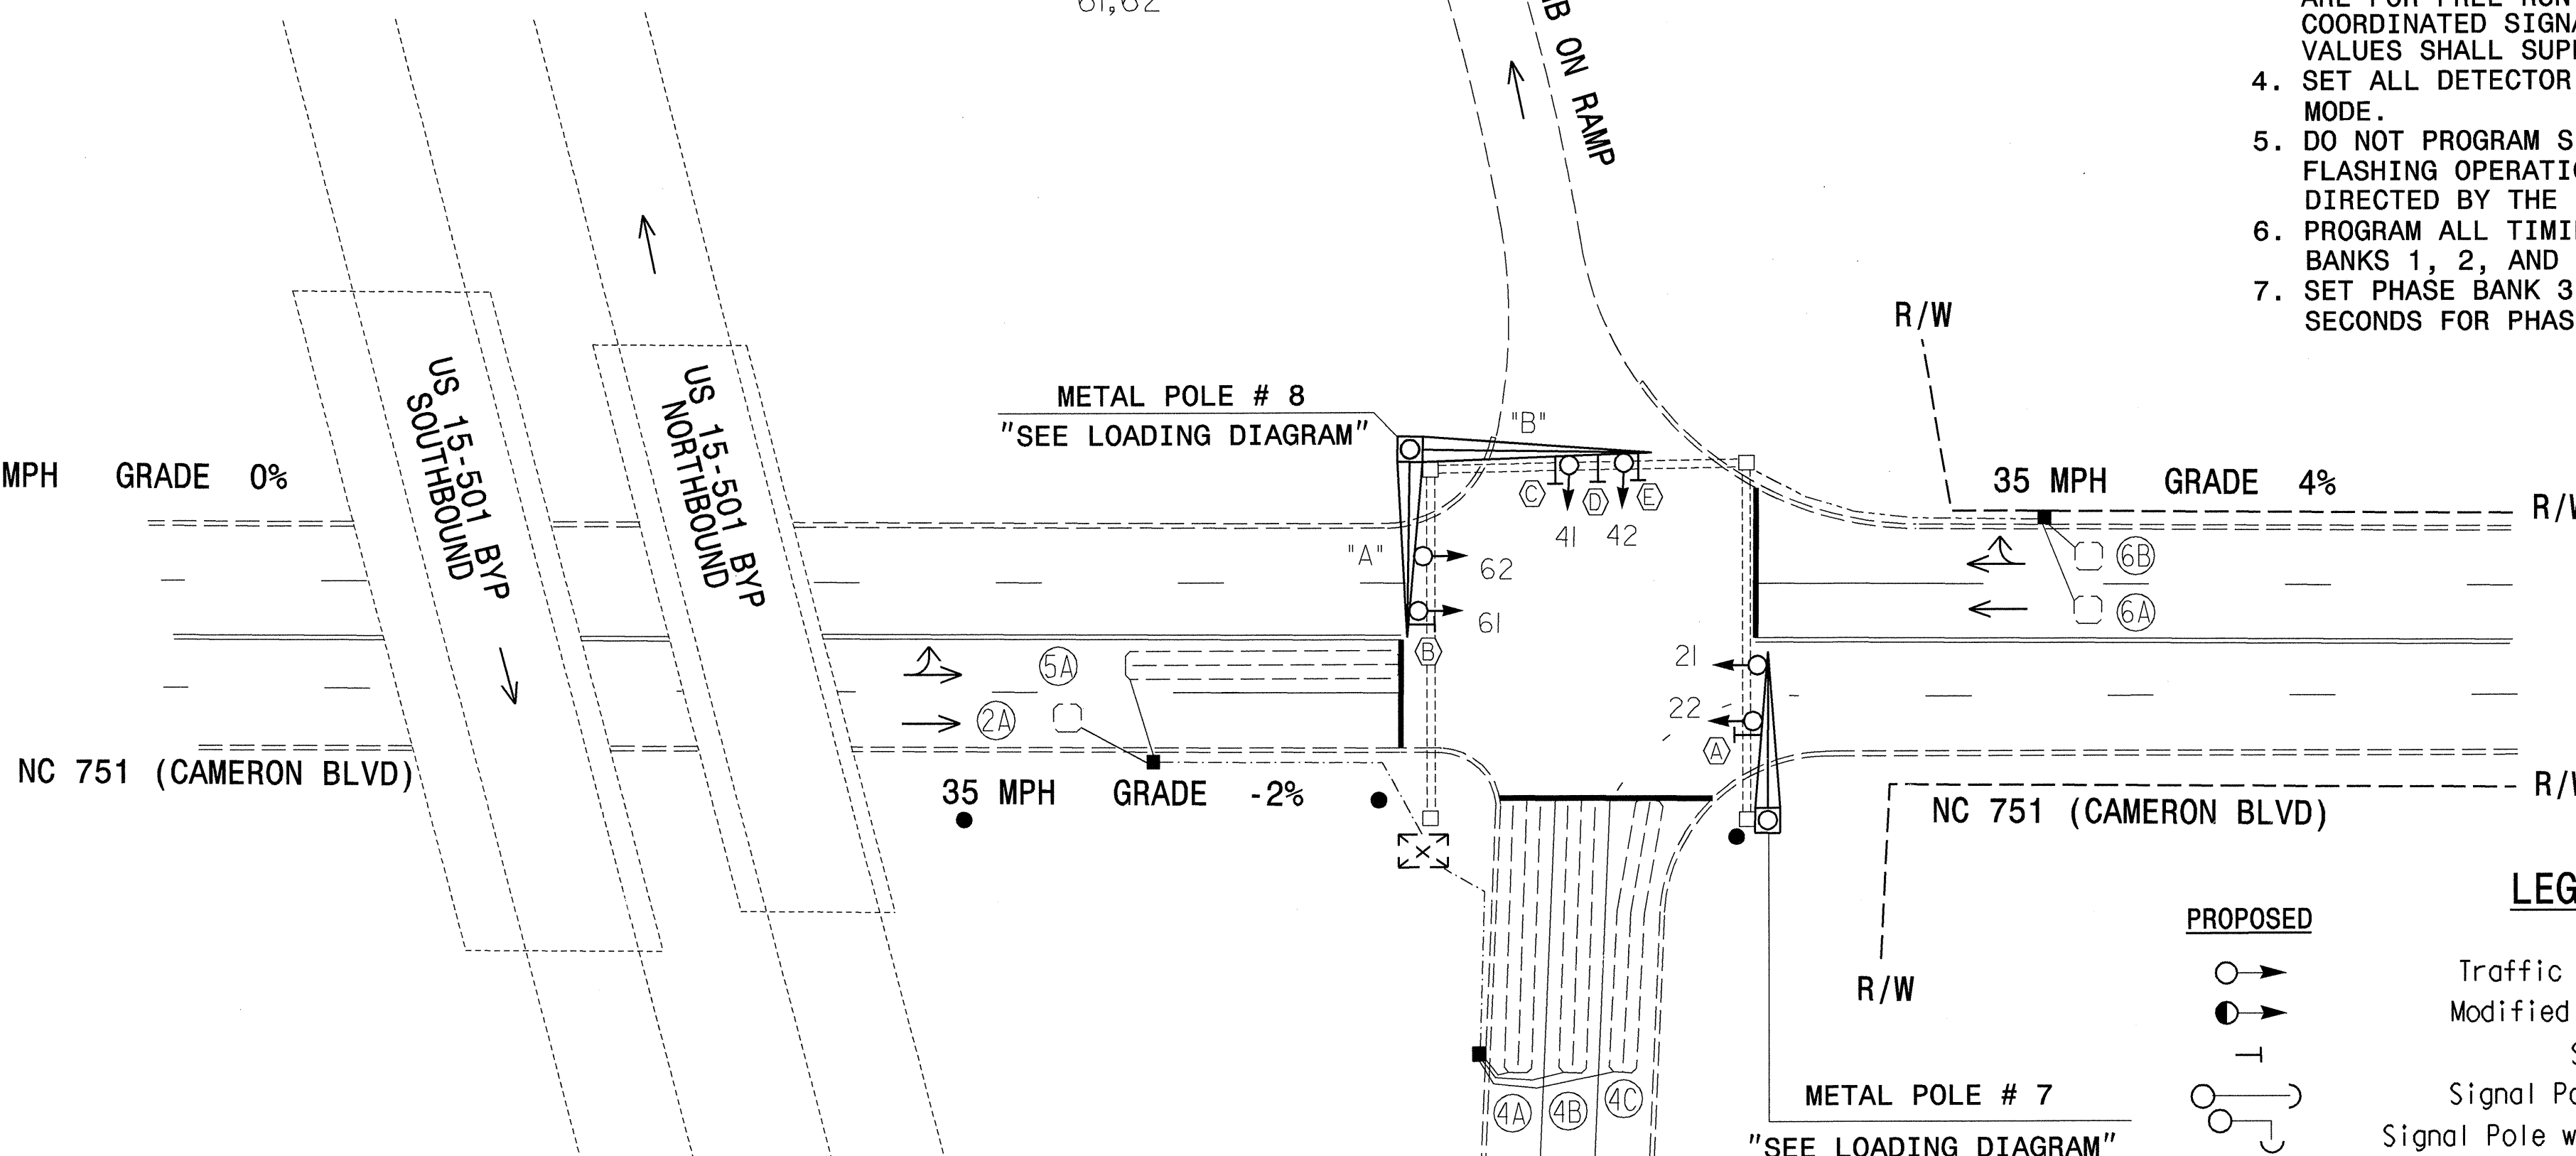 61,62
B ON RAMP
COORDINATED SIGNA
VALUES SHALL SUP
4. SET ALL DETECTOR
MODE.
5. DO NOT PROGRAM S
FLASHING OPERATI
DIRECTED BY THE
6. PROGRAM ALL TIMI
BANKS 1, 2, AND
7. SET PHASE BANK 3
SECONDS FOR PHAS
R/W
US 15-501 BYP
SOUTHBOUND
US 15-501 BYP
NORTHBOUND
METAL POLE # 8
"SEE LOADING DIAGRAM"
"B"
MPH GRADE 0%
35 MPH GRADE 4%
R/W
C D E
41 42
"A"
62
61
B
6B
6A
5A
2A
21
22
A
NC 751 (CAMERON BLVD)
35 MPH GRADE -2%
R/W
NC 751 (CAMERON BLVD)
LEG
PROPOSED
R/W
Traffic
Modified
S
Signal Po
Signal Pole w
4A 4B 4C
METAL POLE # 7
"SEE LOADING DIAGRAM"